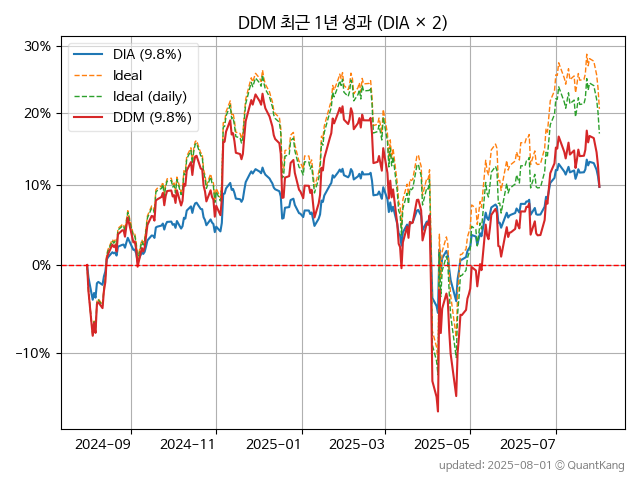 DDM 최근 1년 성과 (DIA × 2)
30%
20%
10%
0%
−10%
DIA (9.8%)
Ideal
Ideal (daily)
DDM (9.8%)
2024−09
2024−11
2025−01
2025−03
2025−05
2025−07
updated: 2025-08-01 © QuantKang